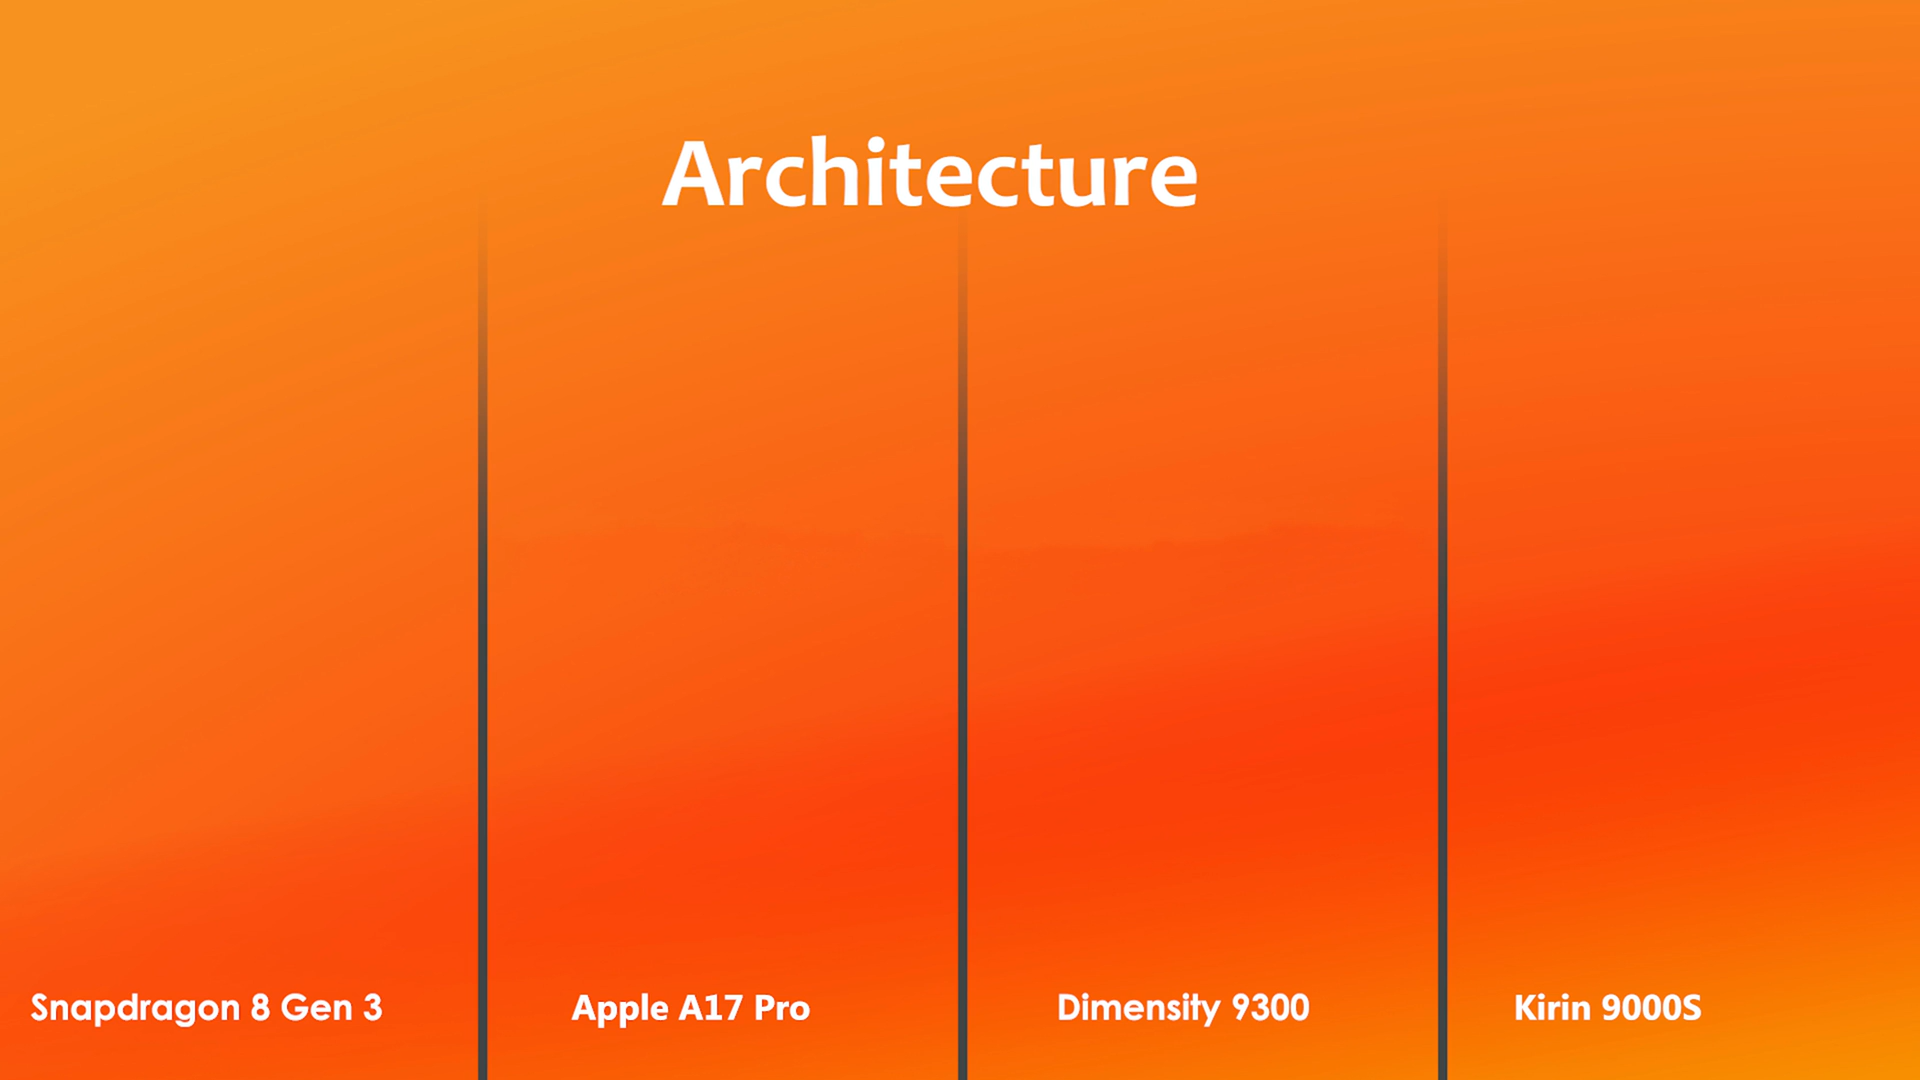 Architecture
Snapdragon 8 Gen 3
Apple A17 Pro
Dimensity 9300
Kirin 9000S